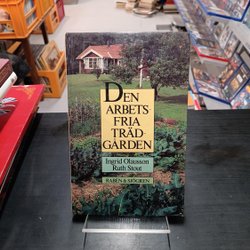 DEN
ARBETS
FRIA
TRÄD
GÅRDEN
Ingrid Olausson
Ruth Stout
RABÉN & SJÖGREN